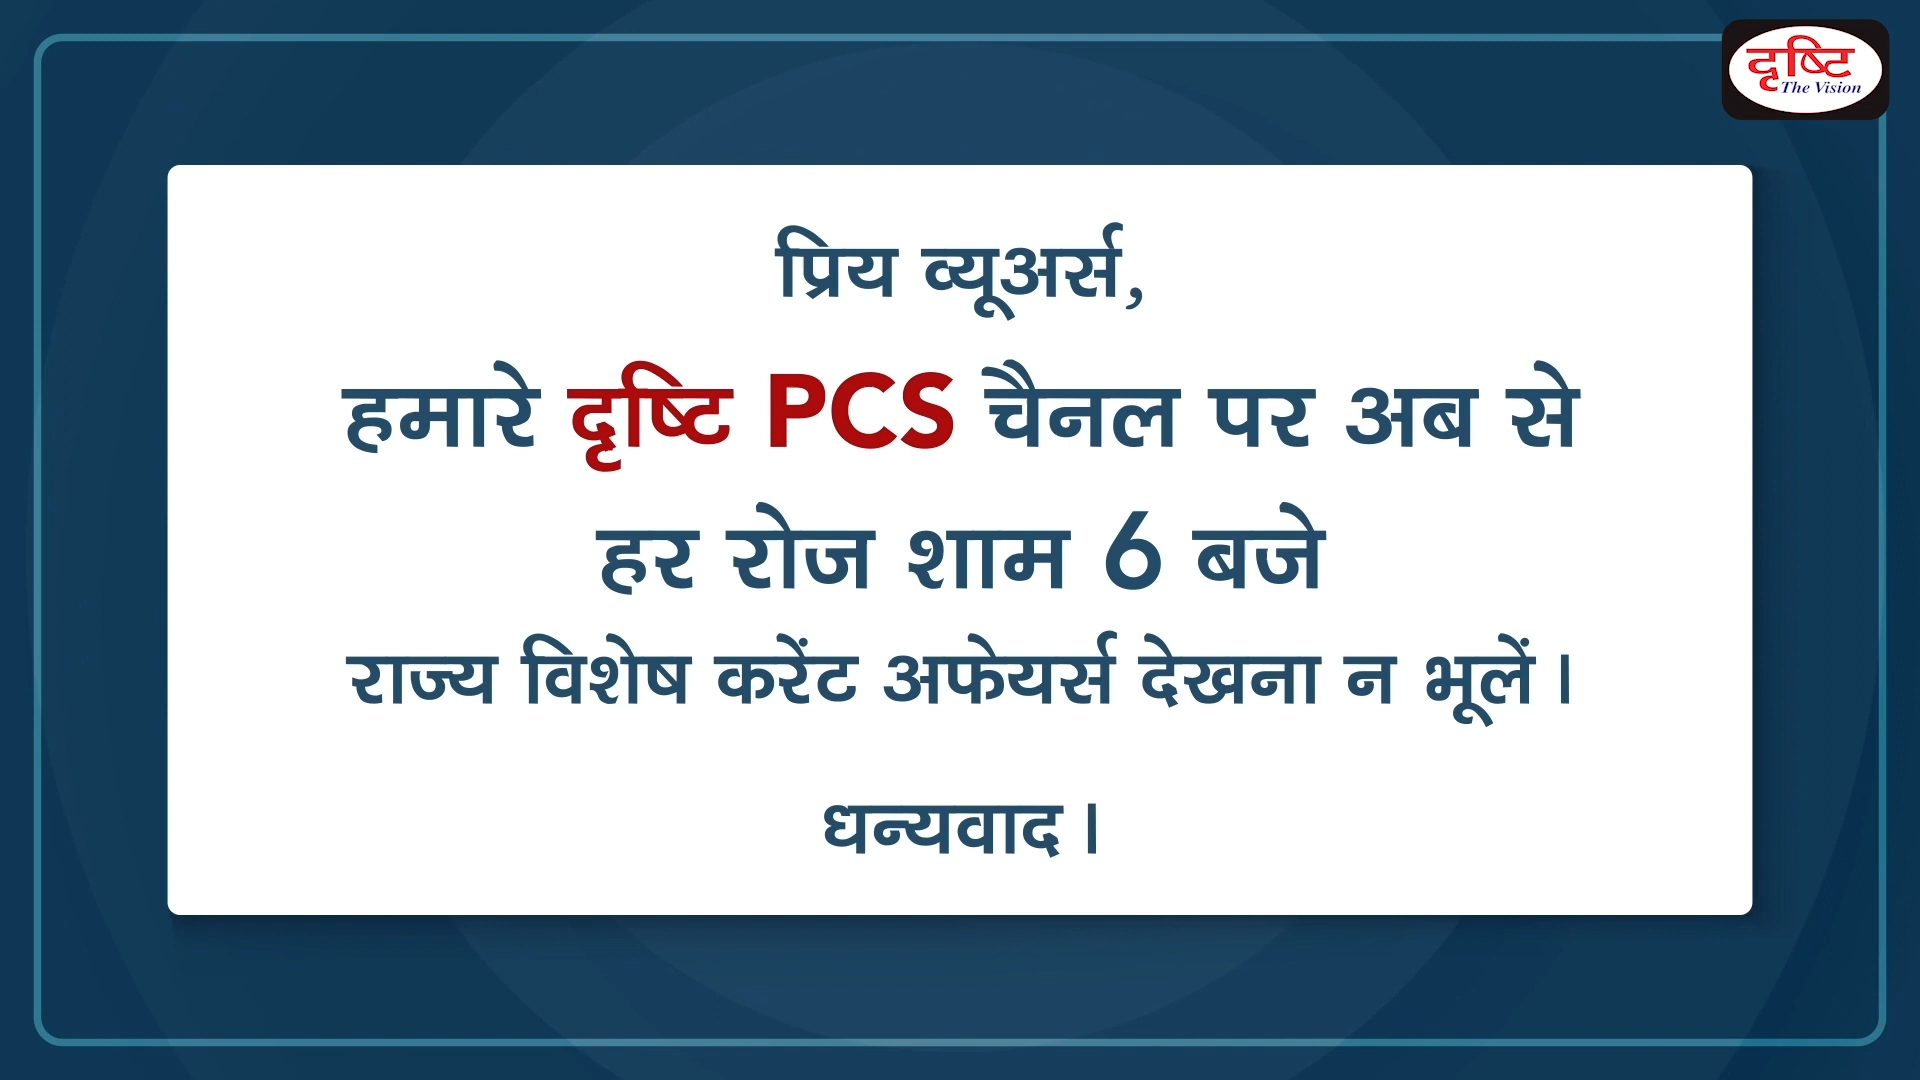 दृष्टि
The Vision
प्रिय व्यूअर्स,
हमारे दृष्टि PCS चैनल पर अब से
हर रोज शाम 6 बजे
राज्य विशेष करेंट अफेयर्स देखना न भूलें।
धन्यवाद।